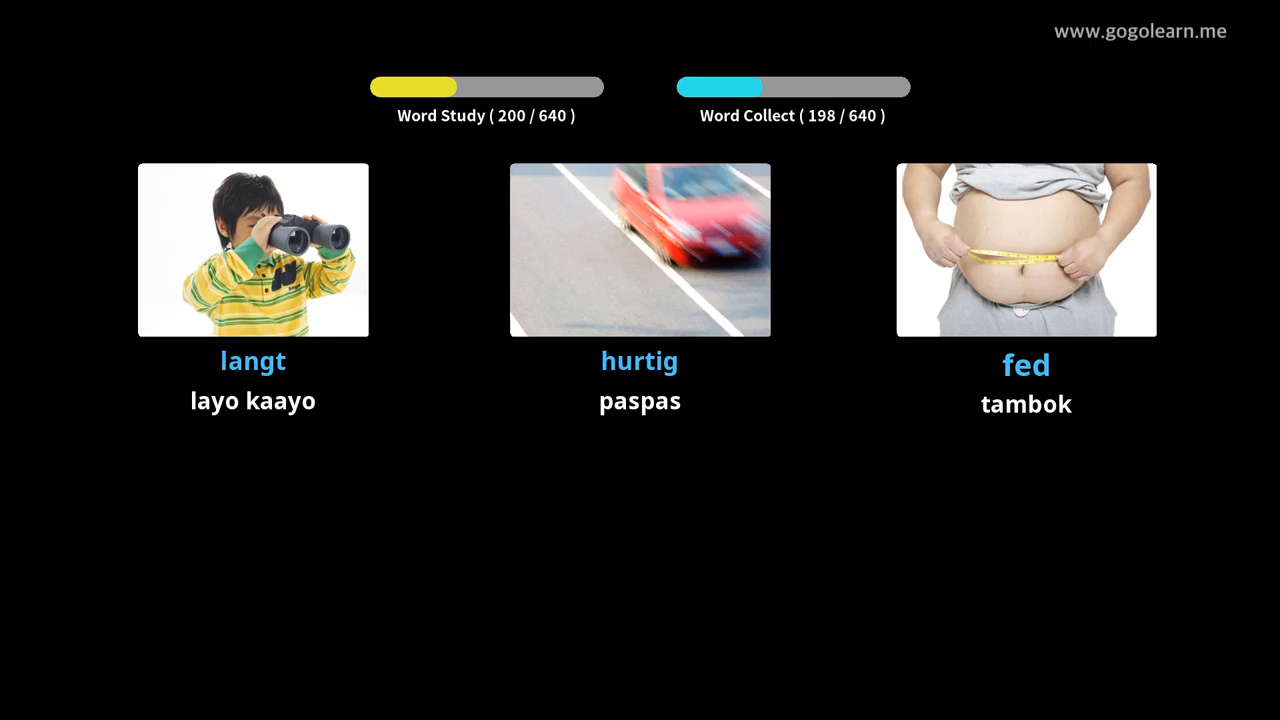 www.gogolearn.me
Word Study ( 200 / 640 )
Word Collect ( 198 / 640 )
langt
hurtig
fed
layo kaayo
paspas
tambok